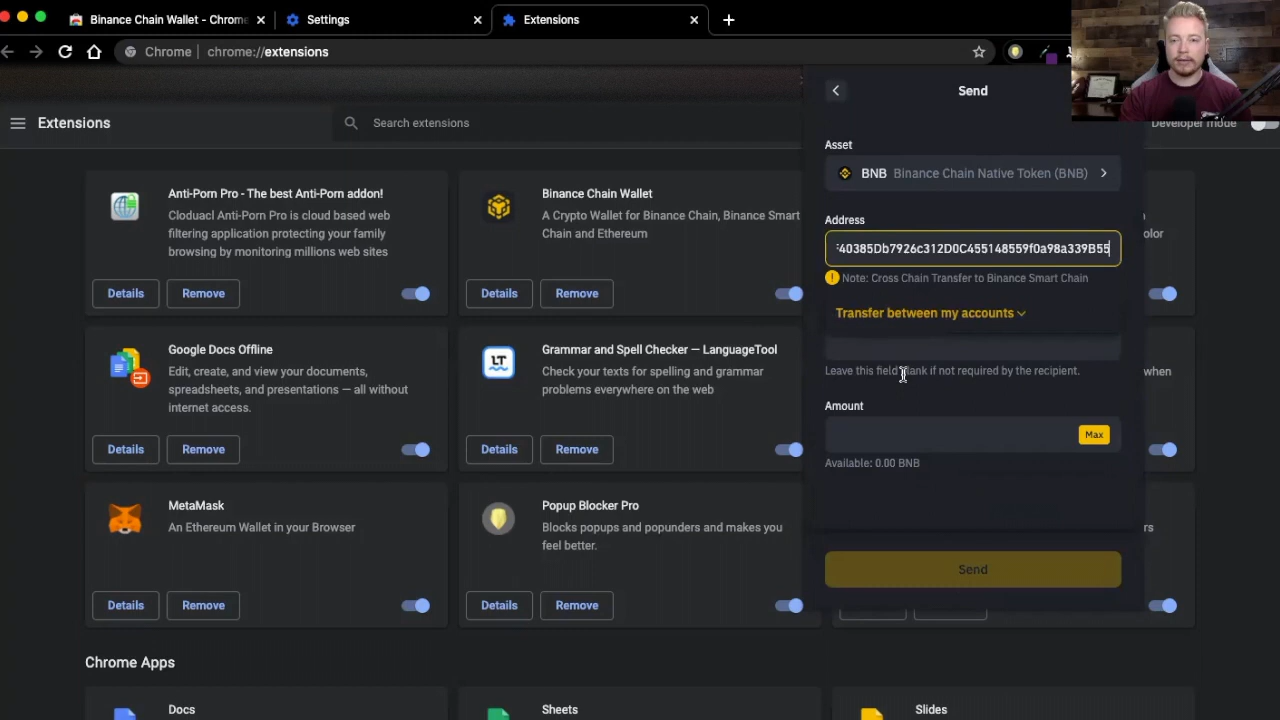 Binance Chain Wallet - Chrome
Settings
Extensions
Chrome
chrome://extensions
Extensions
Search extensions
Developer mode
Anti-Porn Pro - The best Anti-Porn addon!
Cloduacl Anti-Porn Pro is cloud based web
filtering application protecting your family
browsing by monitoring millions web sites
Details
Remove
Binance Chain Wallet
A Crypto Wallet for Binance Chain, Binance Smart
Chain and Ethereum
Details
Remove
color
Google Docs Offline
Edit, create, and view your documents,
spreadsheets, and presentations — all without
internet access.
Details
Remove
Grammar and Spell Checker — LanguageTool
Check your texts for spelling and grammar
problems everywhere on the web
Details
Remove
when
MetaMask
An Ethereum Wallet in your Browser
Details
Remove
Popup Blocker Pro
Blocks popups and popunders and makes you
feel better.
Details
Remove
Chrome Apps
Docs
Sheets
Slides
Send
Asset
BNB Binance Chain Native Token (BNB)
Address
40385Db7926c312D0C455148559f0a98a339B55
Note: Cross Chain Transfer to Binance Smart Chain
Transfer between my accounts
Leave this field blank if not required by the recipient.
Amount
Max
Available: 0.00 BNB
Send